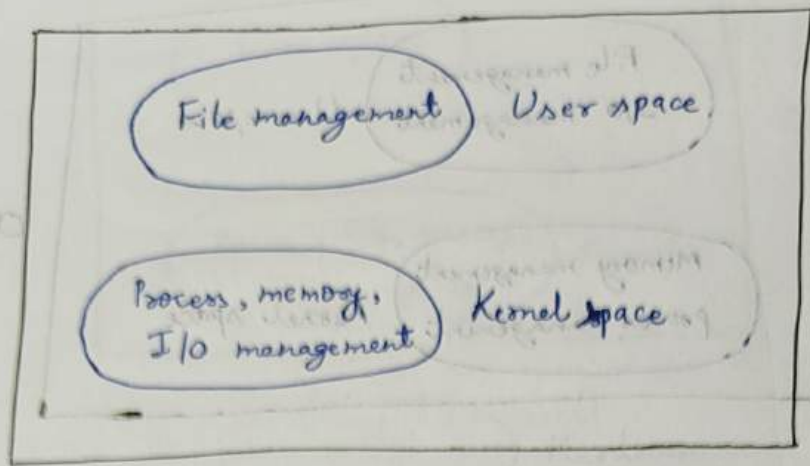 File management User space
Process, memory,
I/O management Kernel space